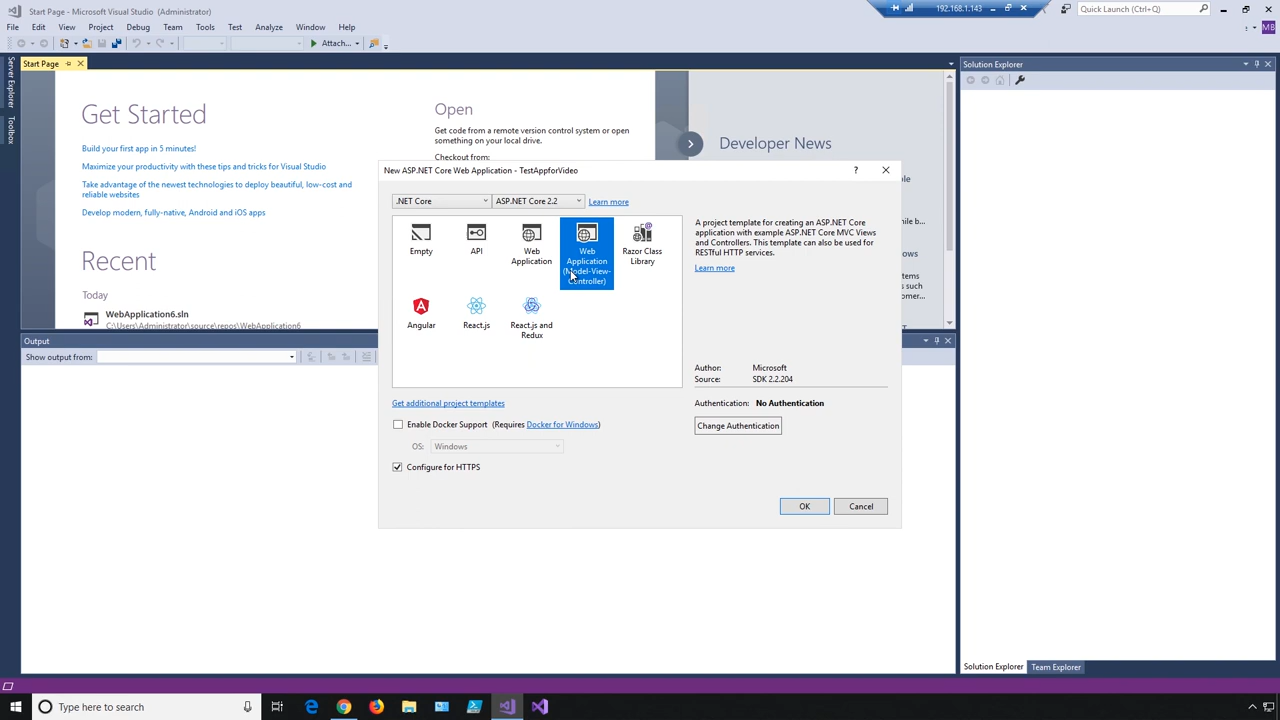 Start Page - Microsoft Visual Studio (Administrator)
192.168.1.143
Quick Launch (Ctrl+Q)
File Edit View Project Debug Team Tools Test Analyze Window Help
MB
Attach...
Server Explorer
Toolbox
Start Page
Solution Explorer
Get Started
Build your first app in 5 minutes!
Maximize your productivity with these tips and tricks for Visual Studio
Take advantage of the newest technologies to deploy beautiful, low-cost and
reliable websites
Develop modern, fully-native, Android and iOS apps
Recent
Today
WebApplication6.sln
C:\Users\Administrator\source\repos\WebApplication6
Open
Get code from a remote version control system or open
something on your local drive.
Checkout from:
Developer News
New ASP.NET Core Web Application - TestAppforVideo
?
.NET Core
ASP.NET Core 2.2
Learn more
Empty
API
Web
Application
Web
Application
(Model-View-
Controller)
Razor Class
Library
Angular
React.js
React.js and
Redux
A project template for creating an ASP.NET Core
application with example ASP.NET Core MVC Views
and Controllers. This template can also be used for
RESTful HTTP services.
Learn more
Author: Microsoft
Source: SDK 2.2.204
Get additional project templates
Authentication: No Authentication
Change Authentication
Enable Docker Support (Requires Docker for Windows)
OS: Windows
Configure for HTTPS
OK
Cancel
Output
Show output from:
Solution Explorer
Team Explorer
Type here to search